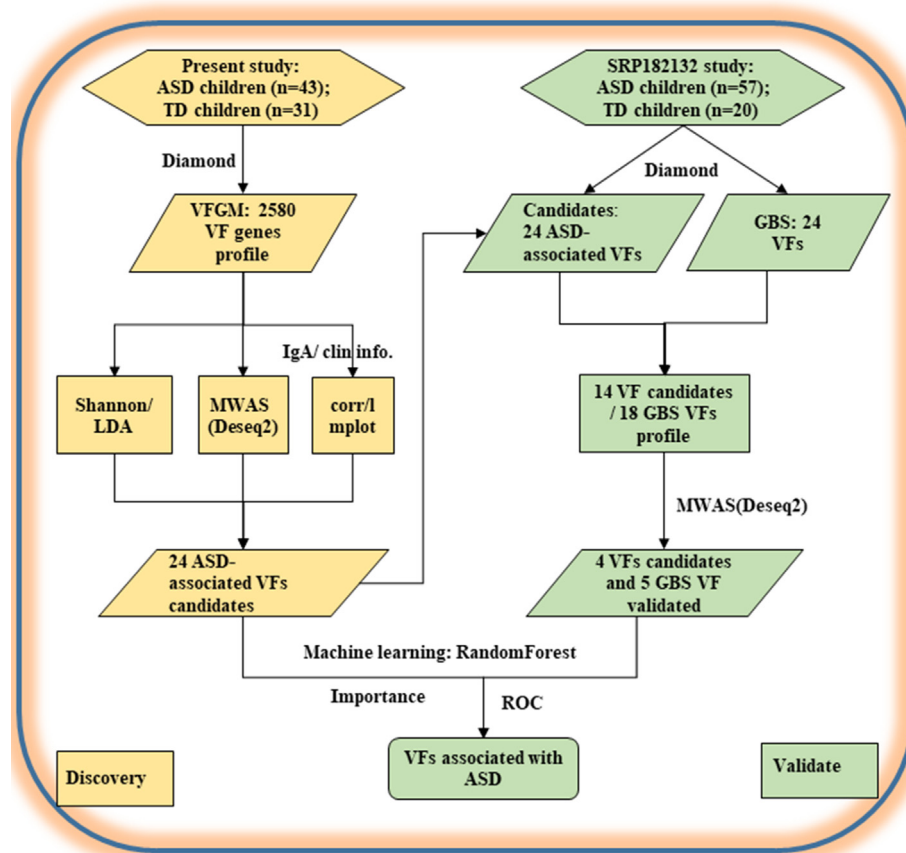 Present study:
ASD children (n=43);
TD children (n=31)
SRP182132 study:
ASD children (n=57);
TD children (n=20)
Diamond
Diamond
VFGM: 2580
VF genes
profile
Candidates:
24 ASD-
associated VFs
GBS: 24
VFs
IgA/ clin info.
Shannon/
LDA
MWAS
(Deseq2)
corr/l
mplot
14 VF candidates
/ 18 GBS VFs
profile
MWAS(Deseq2)
24 ASD-
associated VFs
candidates
4 VFs candidates
and 5 GBS VF
validated
Machine learning: RandomForest
Importance
ROC
VFs associated with
ASD
Discovery
Validate